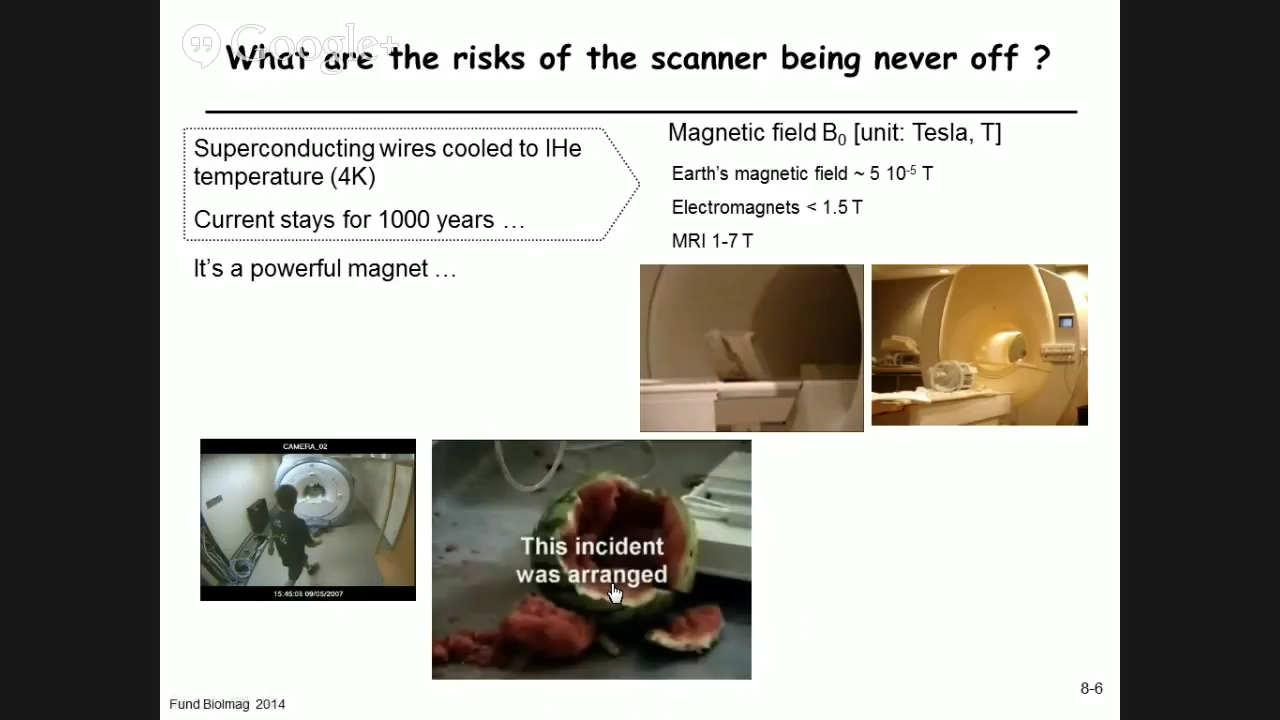 Google+
What are the risks of the scanner being never off ?
Superconducting wires cooled to lHe
temperature (4K)
Current stays for 1000 years …
It's a powerful magnet …
Magnetic field B0 [unit: Tesla, T]
Earth's magnetic field ~ 5 10-5 T
Electromagnets < 1.5 T
MRI 1-7 T
CAMERA_02
15:45:08 09/05/2007
This incident
was arranged
8-6
Fund BioImag 2014